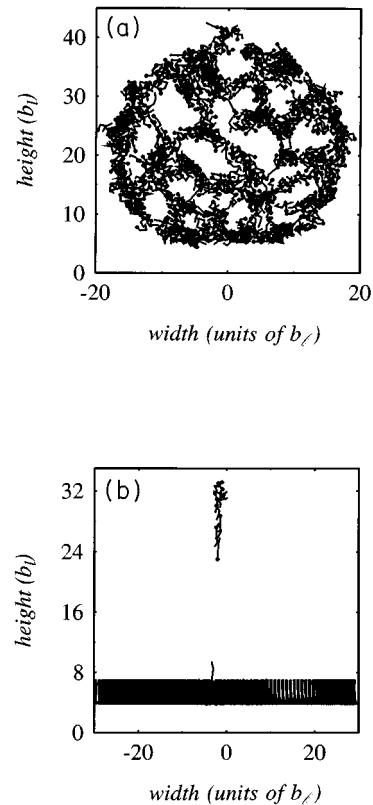 (a)
40
30
20
10
0
height (b_l)
-20 0 20
width (units of b_ℓ)
(b)
32
24
16
8
0
height (b_l)
-20 0 20
width (units of b_ℓ)